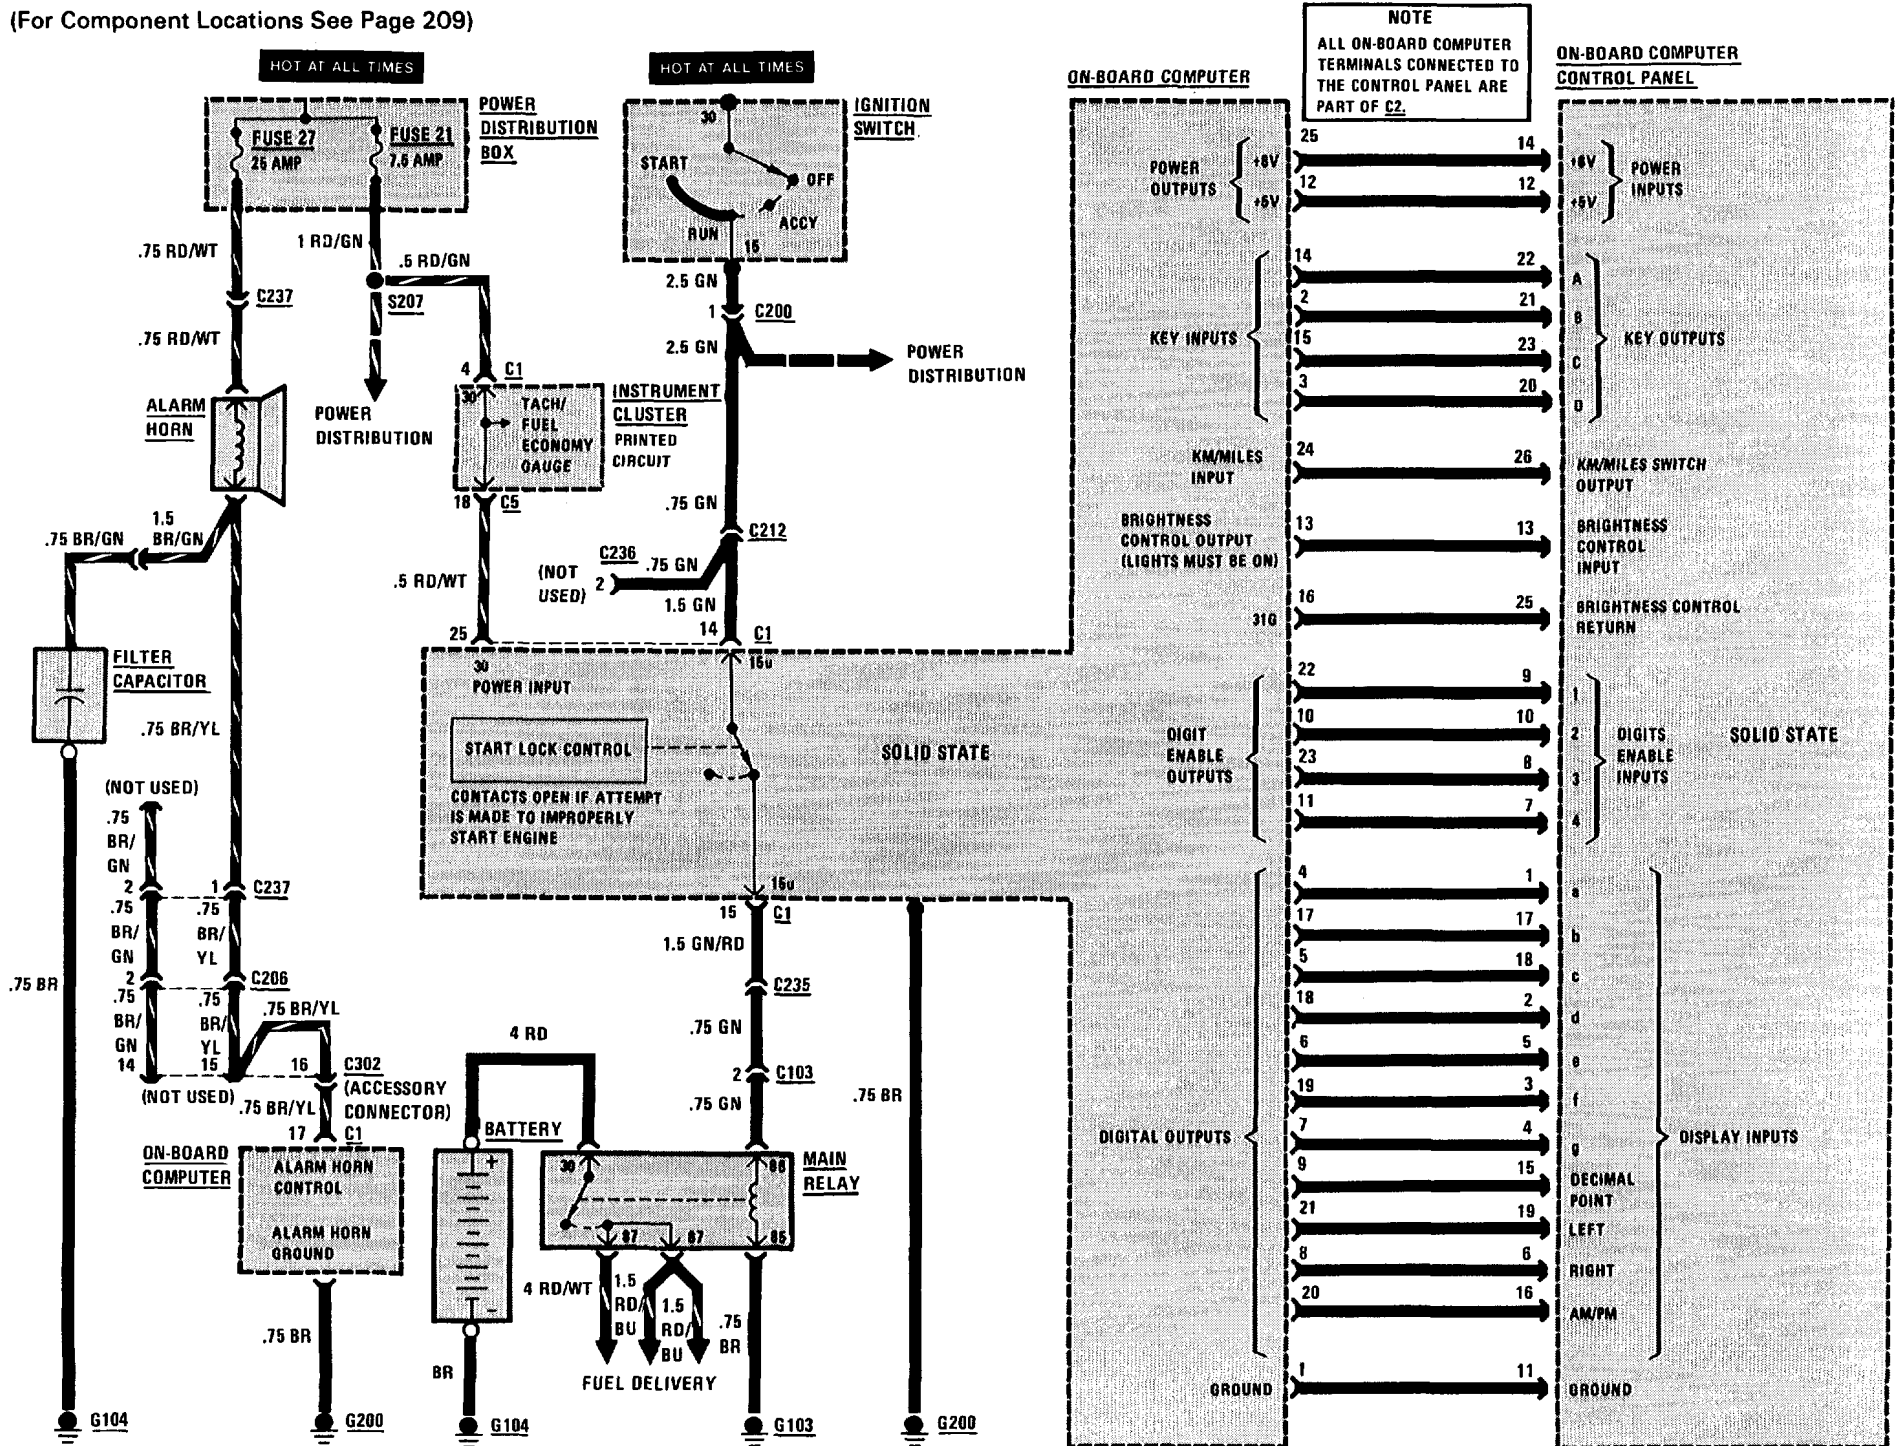 (For Component Locations See Page 209)
HOT AT ALL TIMES
POWER
DISTRIBUTION
BOX
FUSE 27
25 AMP
FUSE 21
7.5 AMP
.75 RD/WT
1 RD/GN
.5 RD/GN
C237
S207
.75 RD/WT
ALARM
HORN
POWER
DISTRIBUTION
4
C1
30
TACH/
FUEL
ECONOMY
GAUGE
INSTRUMENT
CLUSTER
PRINTED
CIRCUIT
18
C5
.5 RD/WT
25
HOT AT ALL TIMES
IGNITION
SWITCH
30
START
OFF
ACCY
RUN
15
2.5 GN
1
C200
2.5 GN
POWER
DISTRIBUTION
.75 GN
C212
C236
.75 GN
(NOT
USED)
2
1.5 GN
14
C1
1.5
BR/GN
.75 BR/GN
FILTER
CAPACITOR
.75 BR/YL
(NOT USED)
.75
BR/
GN
2
1
C237
.75
BR/
GN
.75
BR/
YL
2
C206
.75
BR/
GN
14
.75
BR/
YL
15
.75 BR/YL
16
C302
(ACCESSORY
CONNECTOR)
(NOT USED)
.75 BR/YL
17
C1
.75 BR
ON-BOARD
COMPUTER
ALARM HORN
CONTROL
ALARM HORN
GROUND
.75 BR
G104
G200
30
POWER INPUT
15u
START LOCK CONTROL
CONTACTS OPEN IF ATTEMPT
IS MADE TO IMPROPERLY
START ENGINE
SOLID STATE
15u
15
C1
1.5 GN/RD
C235
.75 GN
2
C103
.75 GN
4 RD
BATTERY
+
-
BR
G104
MAIN
RELAY
30
86
87
87
85
4 RD/WT
1.5
RD/
BU
1.5
RD/
BU
.75
BR
FUEL DELIVERY
G103
.75 BR
G200
ON-BOARD COMPUTER
NOTE
ALL ON-BOARD COMPUTER
TERMINALS CONNECTED TO
THE CONTROL PANEL ARE
PART OF C2.
ON-BOARD COMPUTER
CONTROL PANEL
POWER
OUTPUTS
+8V
25
14
+8V
POWER
INPUTS
+5V
12
12
+5V
KEY INPUTS
14
22
A
2
21
B
15
23
C
3
20
D
KEY OUTPUTS
KM/MILES
INPUT
24
26
KM/MILES SWITCH
OUTPUT
BRIGHTNESS
CONTROL OUTPUT
(LIGHTS MUST BE ON)
13
13
BRIGHTNESS
CONTROL
INPUT
31G
16
25
BRIGHTNESS CONTROL
RETURN
DIGIT
ENABLE
OUTPUTS
22
9
1
10
10
2
23
8
3
11
7
4
DIGITS
ENABLE
INPUTS
SOLID STATE
DIGITAL OUTPUTS
4
1
a
17
17
b
5
18
c
18
2
d
6
5
e
19
3
f
7
4
g
9
15
DECIMAL
POINT
21
19
LEFT
8
6
RIGHT
20
16
AM/PM
DISPLAY INPUTS
GROUND
1
11
GROUND